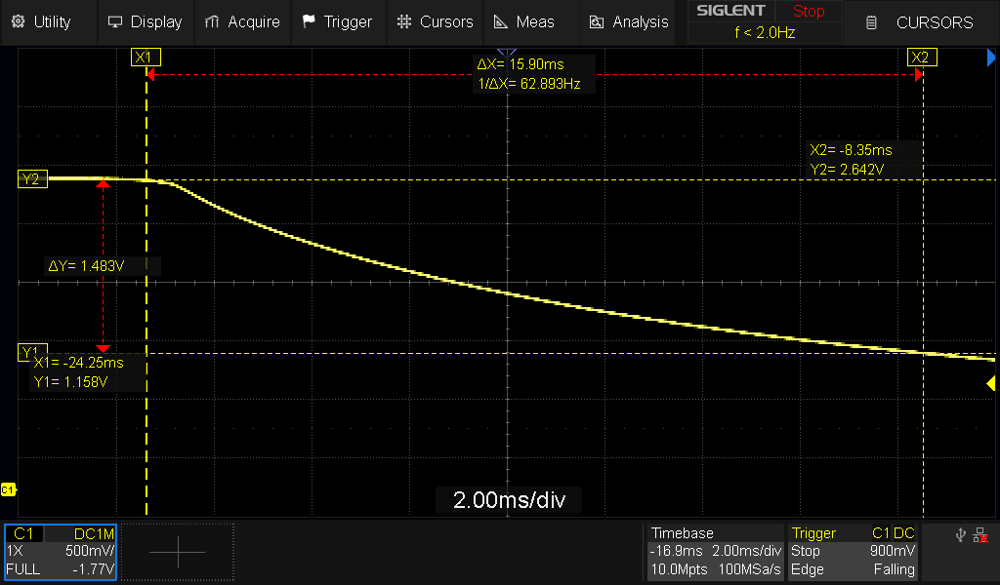 Utility Display Acquire Trigger Cursors Meas Analysis SIGLENT Stop CURSORS
f < 2.0Hz
X1 X2
ΔX= 15.90ms
1/ΔX= 62.893Hz
X2= -8.35ms
Y2= 2.642V
Y2
ΔY= 1.483V
Y1
X1= -24.25ms
Y1= 1.158V
C1
2.00ms/div
C1 DC1M
1X 500mV/
FULL -1.77V
Timebase
-16.9ms 2.00ms/div
10.0Mpts 100MSa/s
Trigger C1 DC
Stop 900mV
Edge Falling